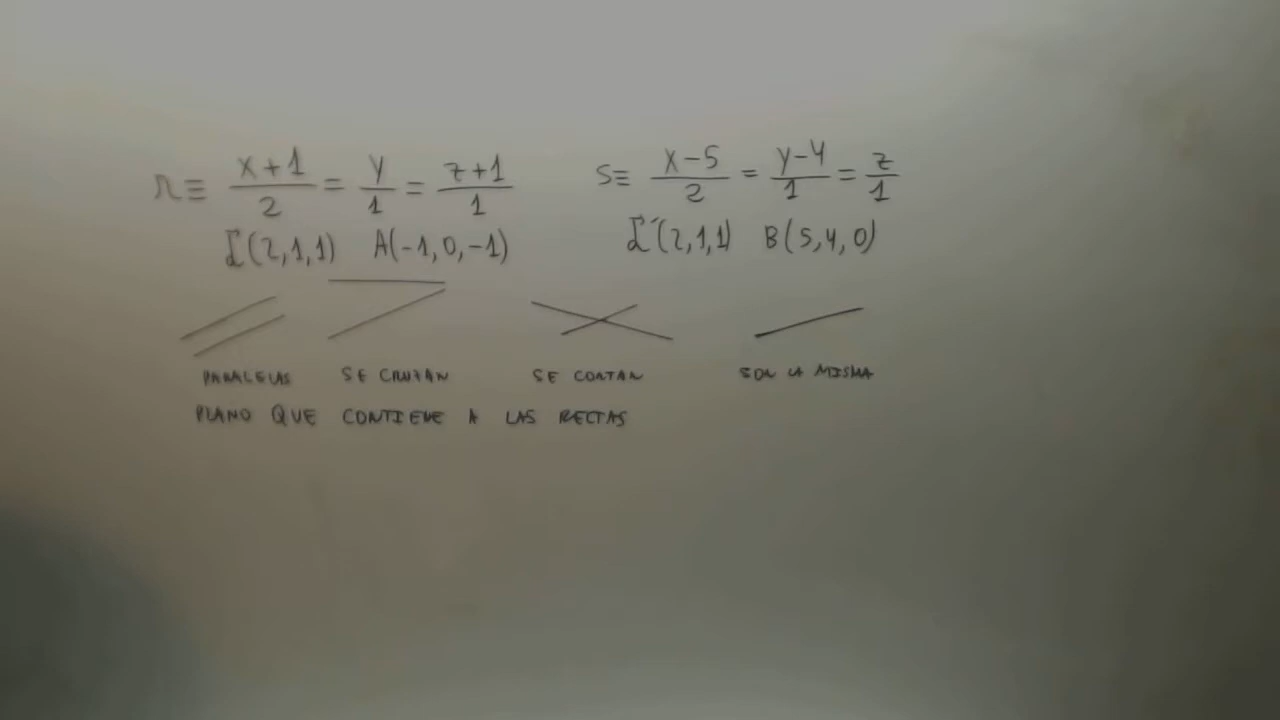 r≡ (x+1)/2 = y/1 = (z+1)/1 s≡ (x-5)/2 = (y-4)/1 = z/1
(2,1,1) A(-1,0,-1) (2,1,1) B(5,4,0)
PARALELAS SE CRUZAN SE CORTAN SON LA MISMA
PLANO QUE CONTIENE A LAS RECTAS